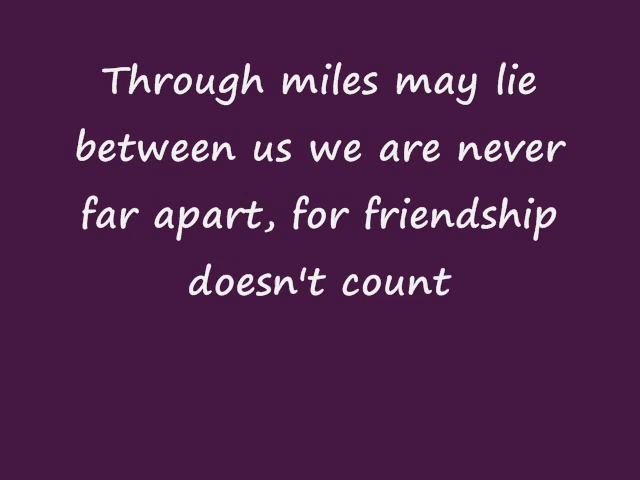 Through miles may lie
between us we are never
far apart, for friendship
doesn't count